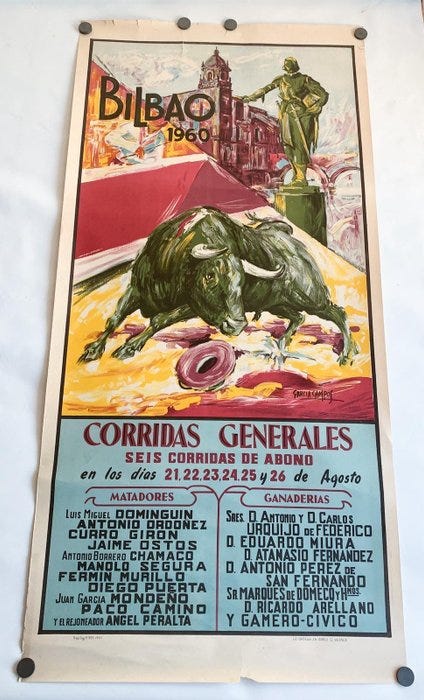 BILBAO
1960
GARCIA CAMPOS
CORRIDAS GENERALES
SEIS CORRIDAS DE ABONO
en los dias 21,22,23,24,25 y 26 de Agosto
MATADORES
LUIS MIGUEL DOMINGUIN
ANTONIO ORDOÑEZ
CURRO GIRON
JAIME OSTOS
ANTONIO BORRERO CHAMACO
MANOLO SEGURA
FERMIN MURILLO
DIEGO PUERTA
JUAN GARCIA MONDEÑO
PACO CAMINO
Y EL REJONEADOR ANGEL PERALTA
GANADERIAS
SRES. D. ANTONIO Y D. CARLOS
URQUIJO DE FEDERICO
D. EDUARDO MIURA
D. ATANASIO FERNANDEZ
D. ANTONIO PEREZ DE
SAN FERNANDO
SR. MARQUES DE DOMECQ Y HNOS.
D. RICARDO ARELLANO
Y GAMERO-CIVICO